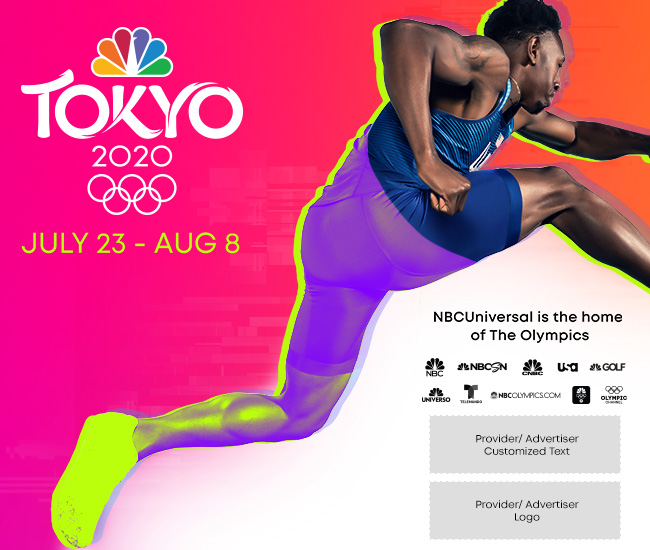 TOKYO
2020
JULY 23 - AUG 8
NBCUniversal is the home
of The Olympics
NBC NBCSN CNBC USA GOLF
UNIVERSO TELEMUNDO NBCOLYMPICS.COM OLYMPIC
CHANNEL
Provider/ Advertiser
Customized Text
Provider/ Advertiser
Logo